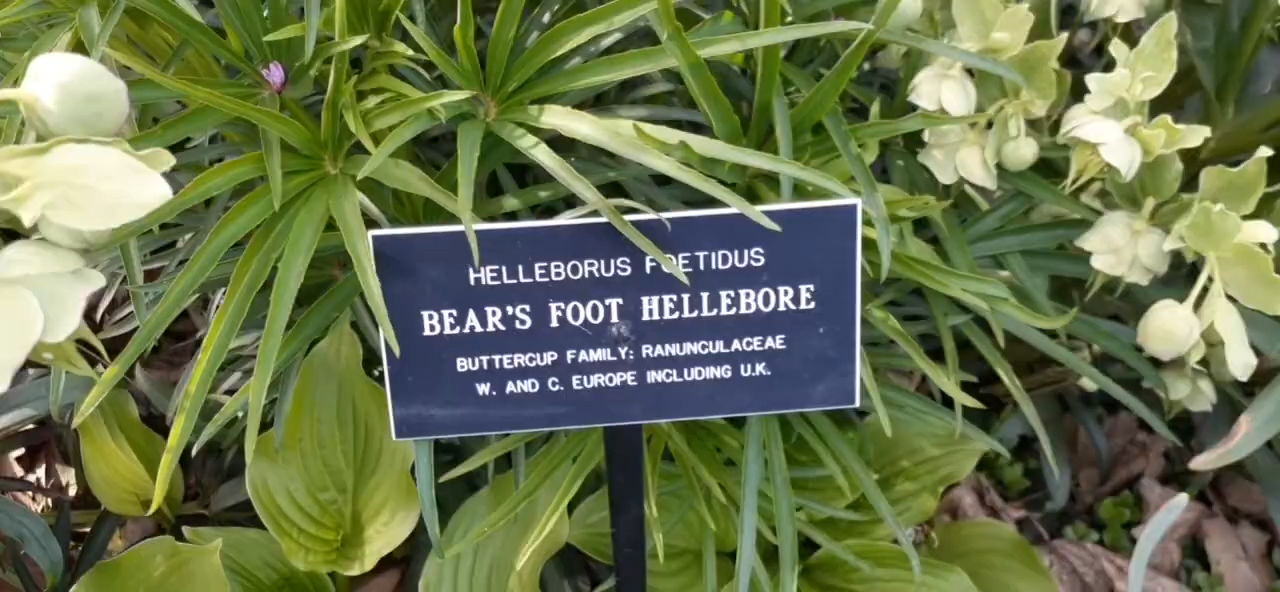 HELLEBORUS FOETIDUS
BEAR'S FOOT HELLEBORE
BUTTERCUP FAMILY: RANUNCULACEAE
W. AND C. EUROPE INCLUDING U.K.